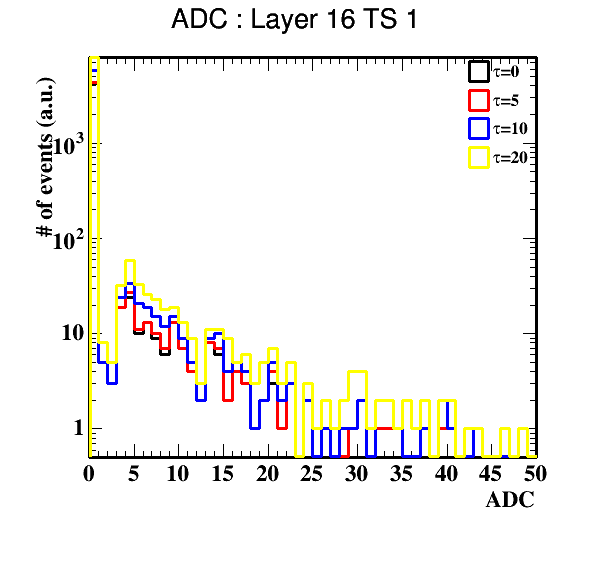 ADC : Layer 16 TS 1
# of events (a.u.)
10³
10²
10
1
τ=0
τ=5
τ=10
τ=20
0 5 10 15 20 25 30 35 40 45 50
ADC